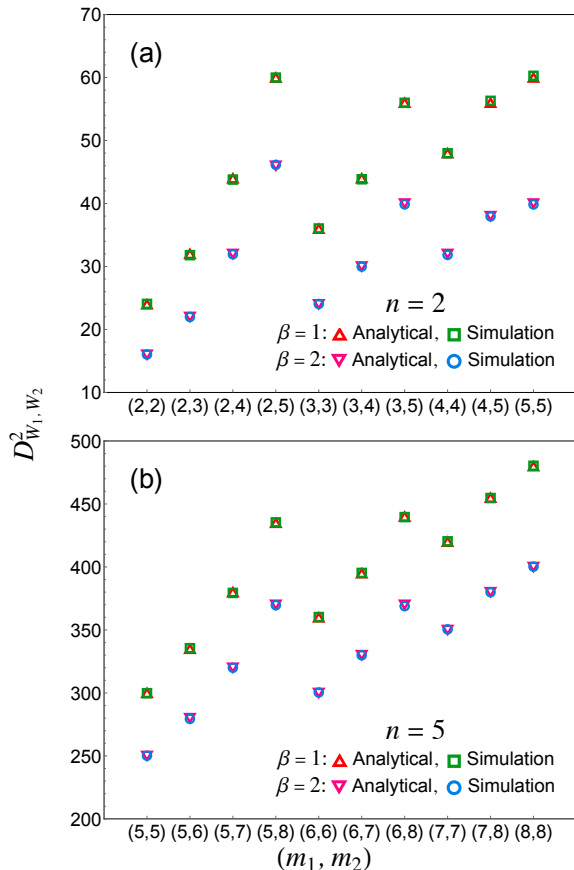 (a)
60
50
40
30
20
10
70
n = 2
β = 1: △ Analytical, □ Simulation
β = 2: ▽ Analytical, ○ Simulation
(2,2) (2,3) (2,4) (2,5) (3,3) (3,4) (3,5) (4,4) (4,5) (5,5)
D²_{W₁, W₂}
(b)
500
450
400
350
300
250
200
n = 5
β = 1: △ Analytical, □ Simulation
β = 2: ▽ Analytical, ○ Simulation
(5,5) (5,6) (5,7) (5,8) (6,6) (6,7) (6,8) (7,7) (7,8) (8,8)
(m₁, m₂)